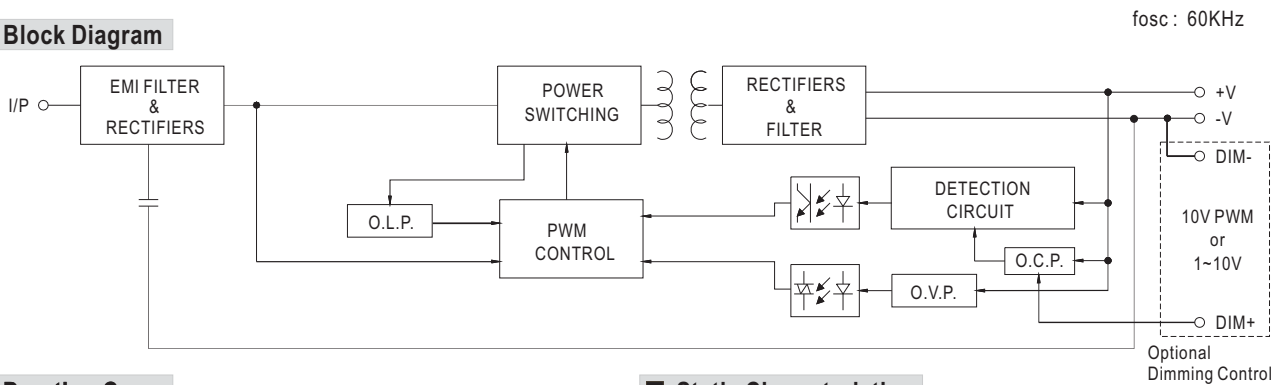 fosc : 60KHz
Block Diagram
I/P
EMI FILTER
&
RECTIFIERS
POWER
SWITCHING
RECTIFIERS
&
FILTER
+V
-V
DIM-
O.L.P.
PWM
CONTROL
DETECTION
CIRCUIT
O.C.P.
O.V.P.
10V PWM
or
1~10V
DIM+
Optional
Dimming Control